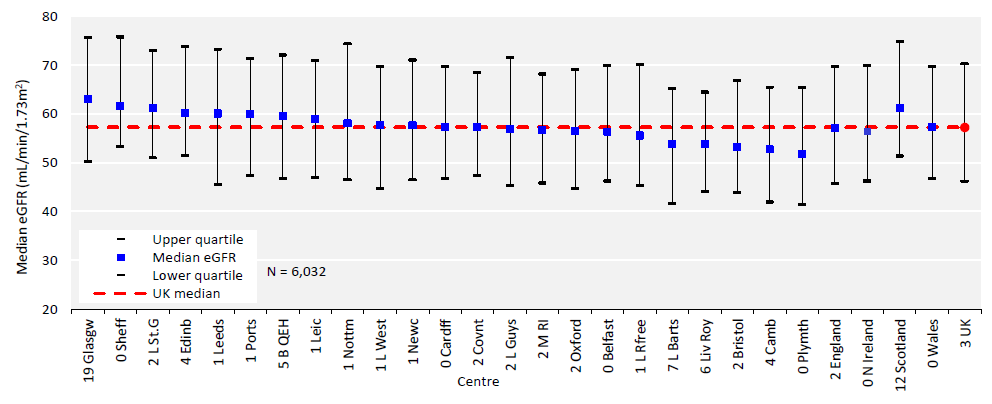 80
70
60
50
40
30
20
Median eGFR (mL/min/1.73m²)
Upper quartile
Median eGFR
Lower quartile
UK median
N = 6,032
19 Glasgw
0 Sheff
2 L St.G
4 Edinb
1 Leeds
1 Ports
5 B QEH
1 Leic
1 Nottm
1 L West
1 Newc
0 Cardff
2 Covnt
2 L Guys
2 M RI
2 Oxford
0 Belfast
1 L Rfree
7 L Barts
6 Liv Roy
2 Bristol
4 Camb
0 Plymth
2 England
0 N Ireland
12 Scotland
0 Wales
3 UK
Centre